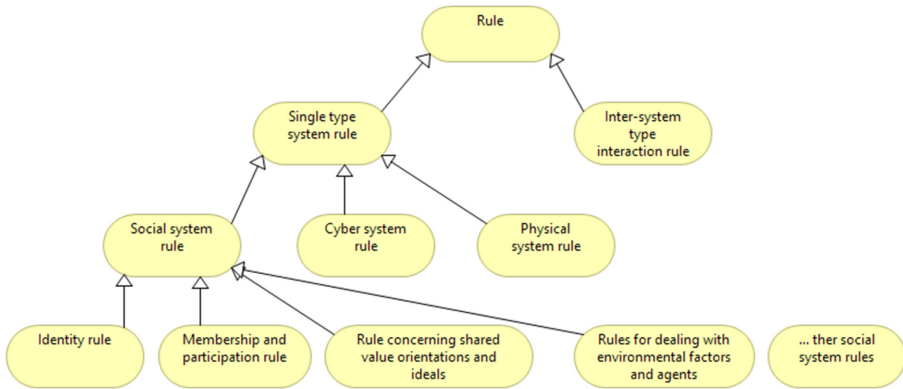 Rule
Single type
system rule
Inter-system
type
interaction rule
Social system
rule
Cyber system
rule
Physical
system rule
Identity rule
Membership and
participation rule
Rule concerning shared
value orientations and
ideals
Rules for dealing with
environmental factors
and agents
... ther social
system rules